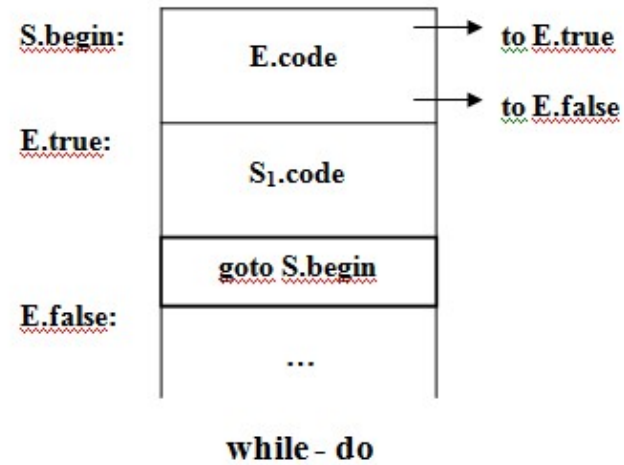 S.begin:
E.code
to E.true
to E.false
E.true:
S₁.code
goto S.begin
E.false:
...
while - do